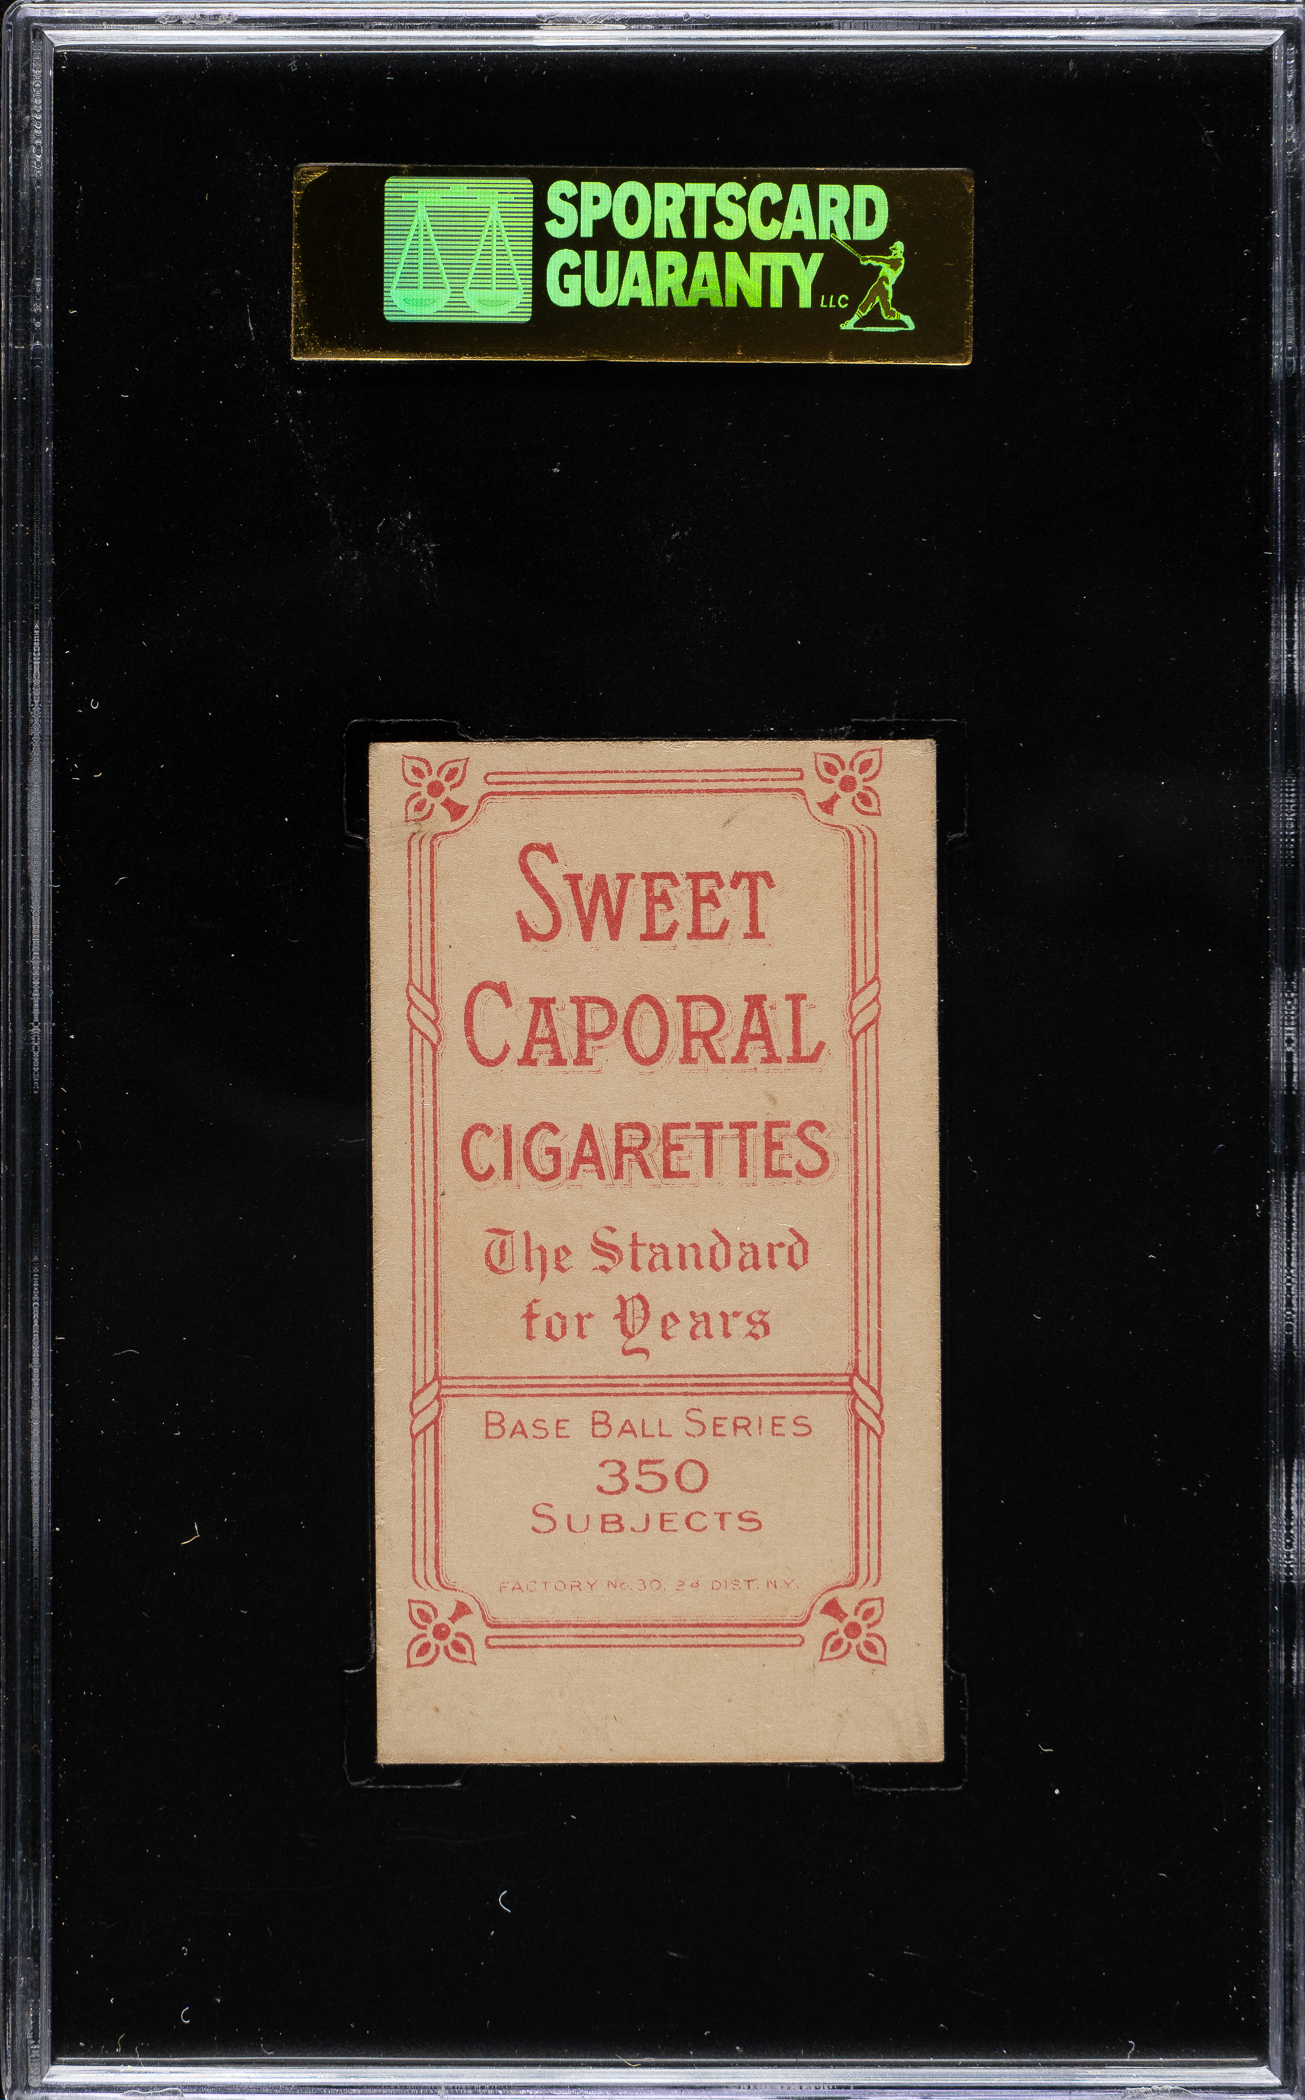 SPORTSCARD
GUARANTY LLC
SWEET
CAPORAL
CIGARETTES
The Standard
for Years
BASE BALL SERIES
350
SUBJECTS
FACTORY No. 30, 2d DIST. N.Y.